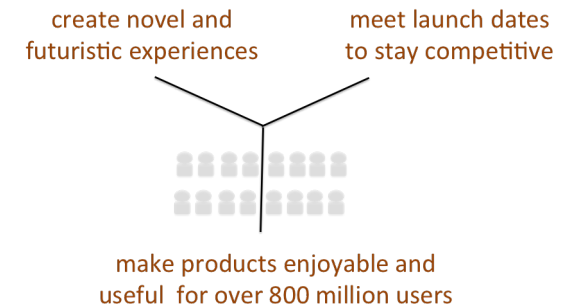 create novel and
futuristic experiences
meet launch dates
to stay competitive
make products enjoyable and
useful for over 800 million users